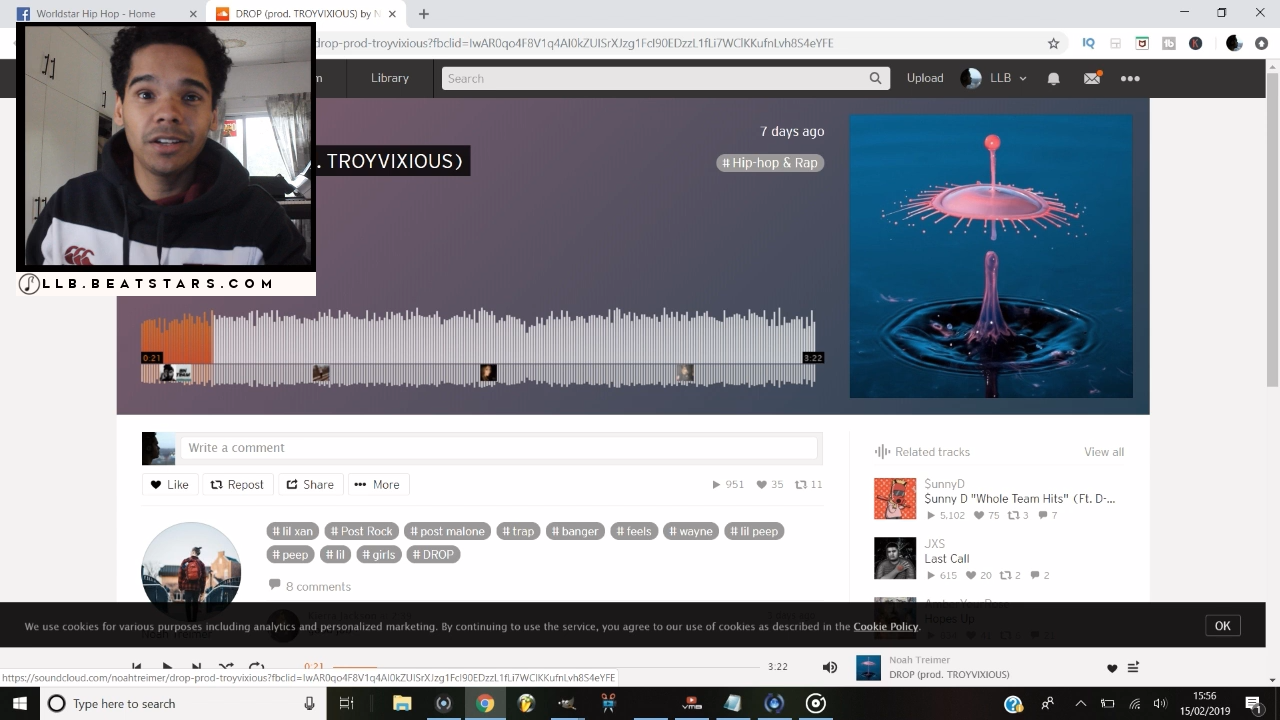 Worldstar Hip Hop - Home
DROP (prod. TROYVIXIOUS) by N
drop-prod-troyvixious?fbclid=IwAR0qo4F8V1q4AI0kZUISrXJzg1FcI90EDzzL1fLi7WClKKufnLvh8S4eYFE
IQ
Library
Search
Upload
LLB
LLB.BEATSTARS.COM
. TROYVIXIOUS)
7 days ago
# Hip-hop & Rap
0:21
3:22
Write a comment
Like
Repost
Share
More
951
35
11
# lil xan
# Post Rock
# post malone
# trap
# banger
# feels
# wayne
# lil peep
# peep
# lil
# girls
# DROP
8 comments
Related tracks
View all
$unnyD
$unny D "Whole Team Hits" (Ft. D-...
5,102
75
3
7
JXS
Last Call
615
20
2
2
We use cookies for various purposes including analytics and personalized marketing. By continuing to use the service, you agree to our use of cookies as described in the Cookie Policy.
OK
Noah Treimer
0:21
3:22
Noah Treimer
DROP (prod. TROYVIXIOUS)
https://soundcloud.com/noahtreimer/drop-prod-troyvixious?fbclid=IwAR0qo4F8V1q4AI0kZUISrXJzg1FcI90EDzzL1fLi7WClKKufnLvh8S4eYFE
Type here to search
15:56
15/02/2019